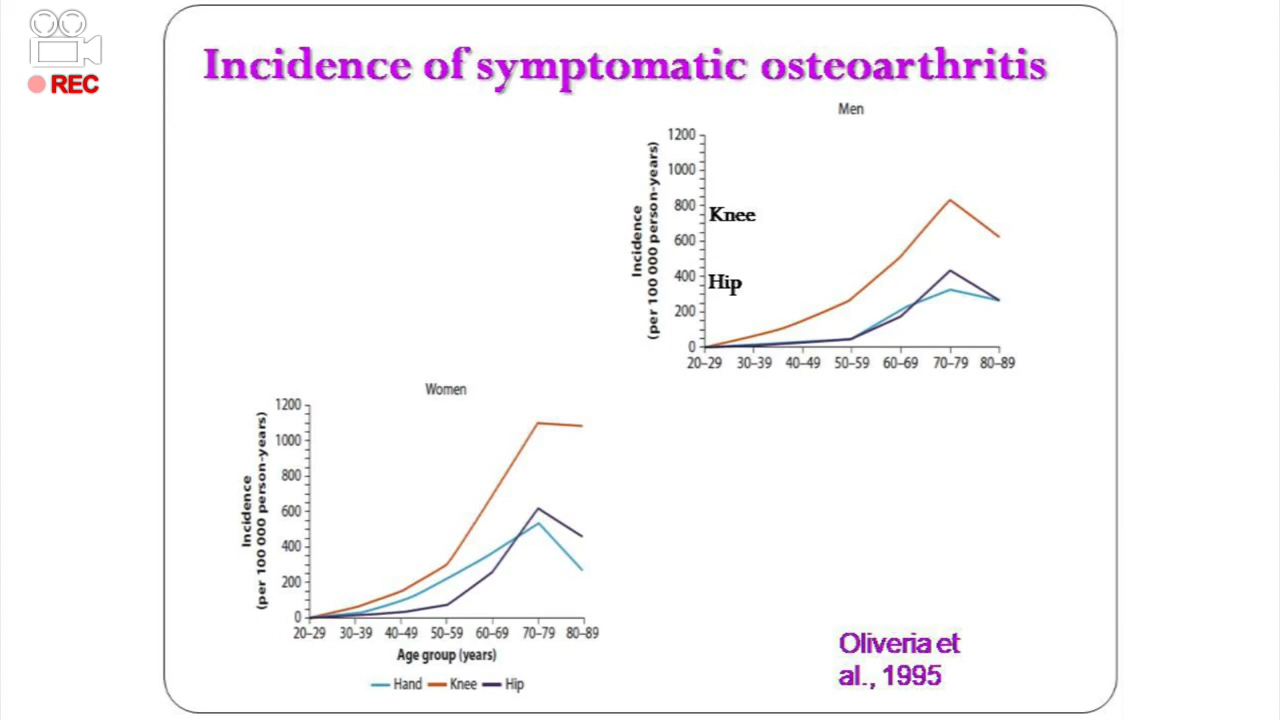 REC
Incidence of symptomatic osteoarthritis
Men
Incidence
(per 100 000 person-years)
1200
1000
800
600
400
200
0
Knee
Hip
20–29 30–39 40–49 50–59 60–69 70–79 80–89
Women
Incidence
(per 100 000 person-years)
1200
1000
800
600
400
200
0
20–29 30–39 40–49 50–59 60–69 70–79 80–89
Age group (years)
Hand Knee Hip
Oliveria et
al., 1995